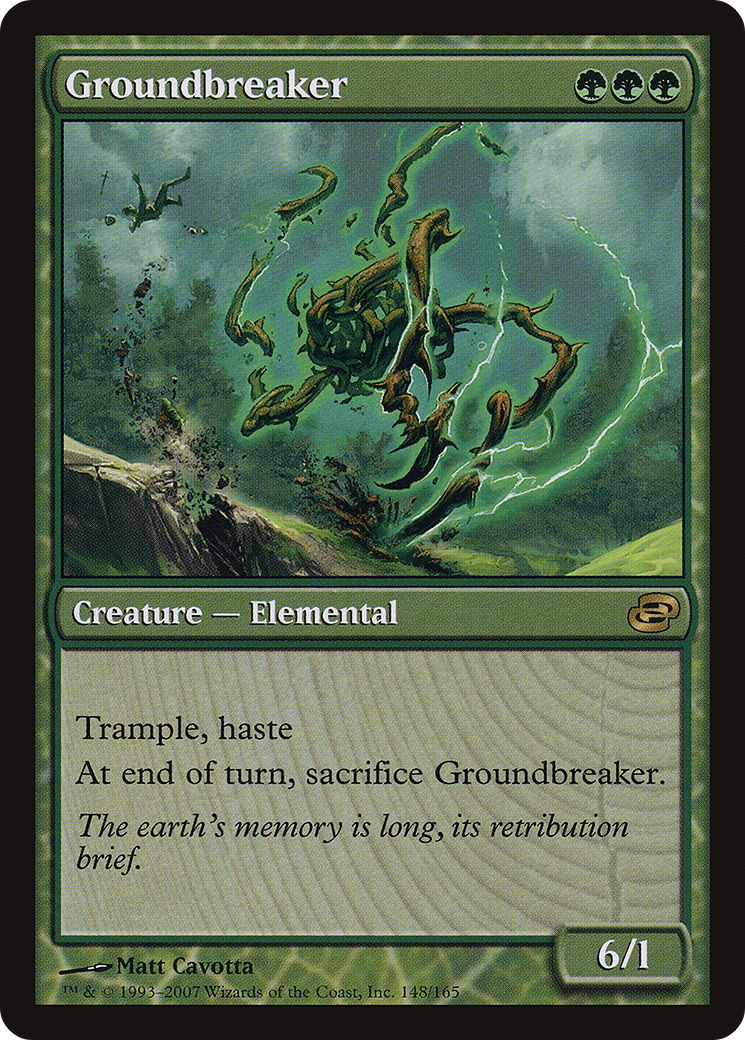 Groundbreaker
Creature — Elemental
Trample, haste
At end of turn, sacrifice Groundbreaker.
The earth's memory is long, its retribution
brief.
6/1
Matt Cavotta
™ & © 1993–2007 Wizards of the Coast, Inc. 148/165